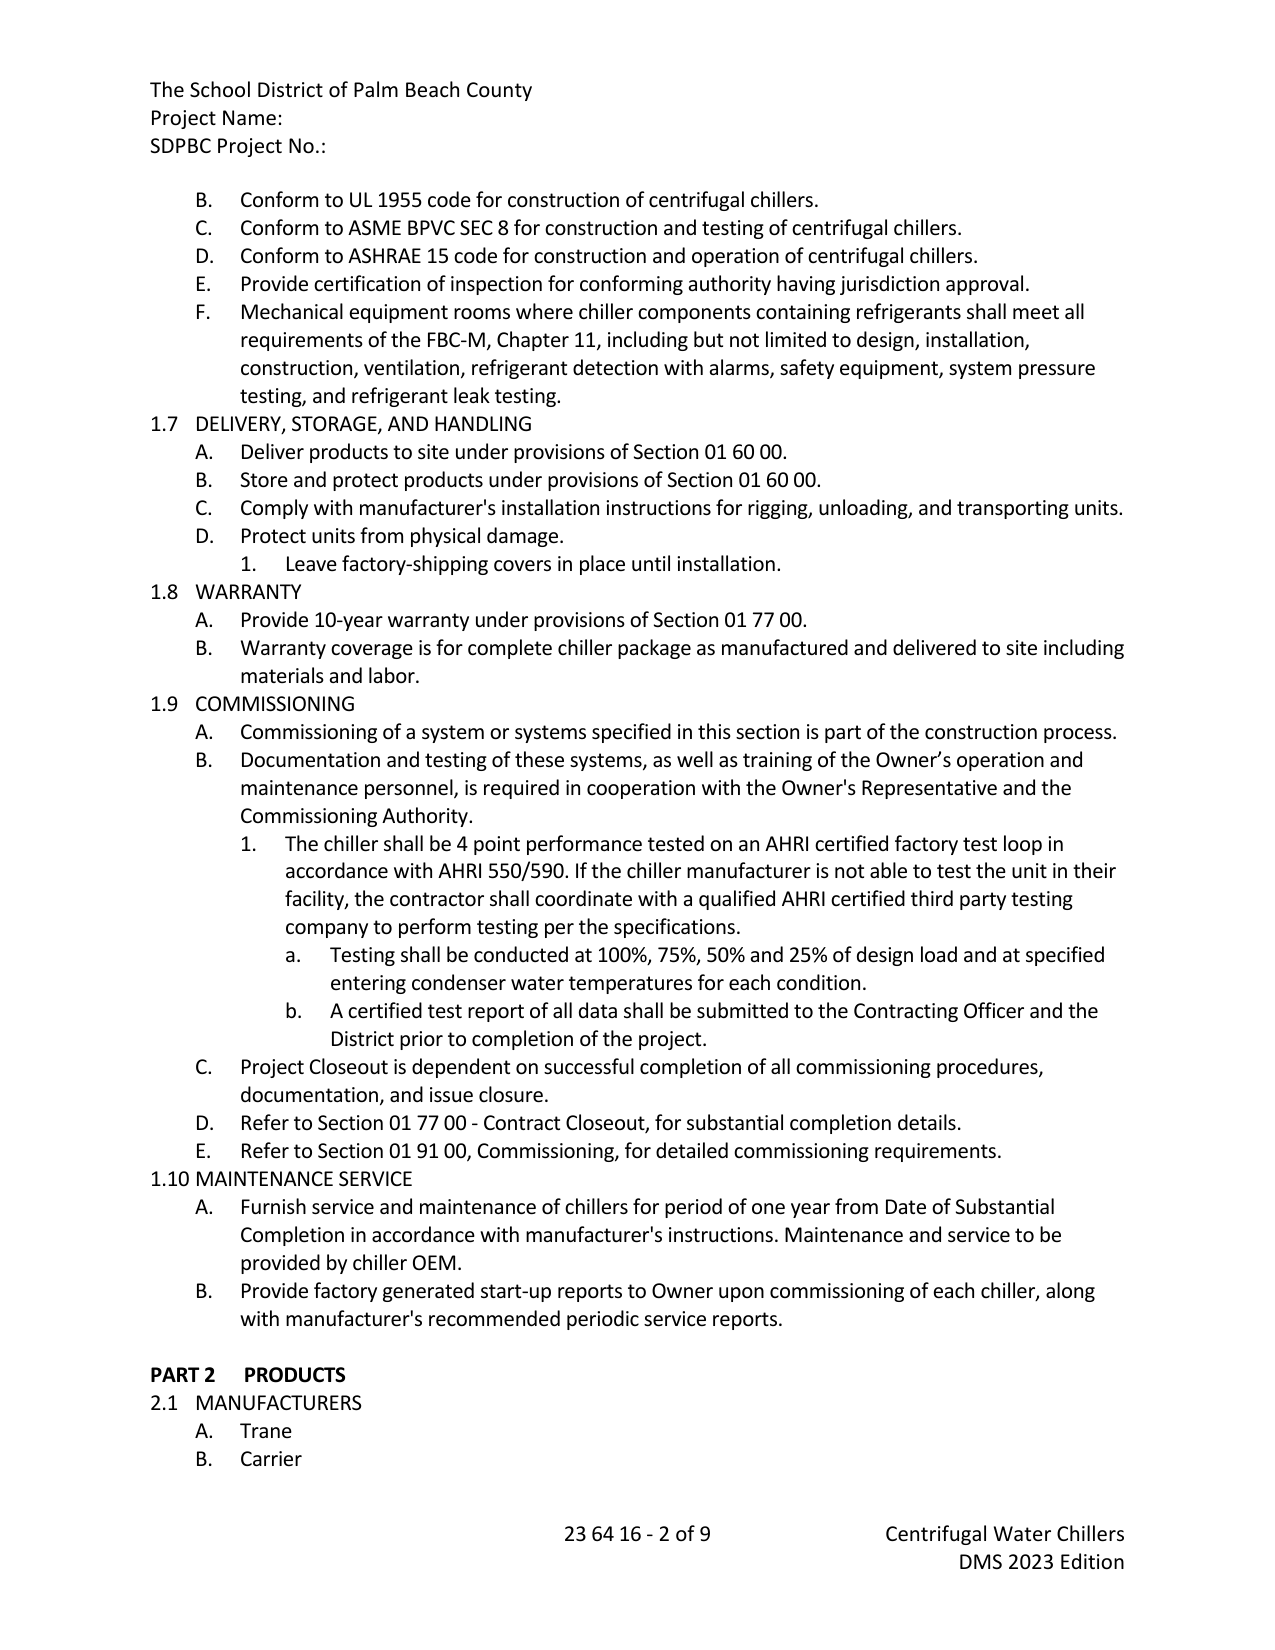 The School District of Palm Beach County
Project Name:
SDPBC Project No.:
B. Conform to UL 1955 code for construction of centrifugal chillers.
C. Conform to ASME BPVC SEC 8 for construction and testing of centrifugal chillers.
D. Conform to ASHRAE 15 code for construction and operation of centrifugal chillers.
E. Provide certification of inspection for conforming authority having jurisdiction approval.
F. Mechanical equipment rooms where chiller components containing refrigerants shall meet all
requirements of the FBC-M, Chapter 11, including but not limited to design, installation,
construction, ventilation, refrigerant detection with alarms, safety equipment, system pressure
testing, and refrigerant leak testing.
1.7 DELIVERY, STORAGE, AND HANDLING
A. Deliver products to site under provisions of Section 01 60 00.
B. Store and protect products under provisions of Section 01 60 00.
C. Comply with manufacturer's installation instructions for rigging, unloading, and transporting units.
D. Protect units from physical damage.
1. Leave factory-shipping covers in place until installation.
1.8 WARRANTY
A. Provide 10-year warranty under provisions of Section 01 77 00.
B. Warranty coverage is for complete chiller package as manufactured and delivered to site including
materials and labor.
1.9 COMMISSIONING
A. Commissioning of a system or systems specified in this section is part of the construction process.
B. Documentation and testing of these systems, as well as training of the Owner’s operation and
maintenance personnel, is required in cooperation with the Owner's Representative and the
Commissioning Authority.
1. The chiller shall be 4 point performance tested on an AHRI certified factory test loop in
accordance with AHRI 550/590. If the chiller manufacturer is not able to test the unit in their
facility, the contractor shall coordinate with a qualified AHRI certified third party testing
company to perform testing per the specifications.
a. Testing shall be conducted at 100%, 75%, 50% and 25% of design load and at specified
entering condenser water temperatures for each condition.
b. A certified test report of all data shall be submitted to the Contracting Officer and the
District prior to completion of the project.
C. Project Closeout is dependent on successful completion of all commissioning procedures,
documentation, and issue closure.
D. Refer to Section 01 77 00 - Contract Closeout, for substantial completion details.
E. Refer to Section 01 91 00, Commissioning, for detailed commissioning requirements.
1.10 MAINTENANCE SERVICE
A. Furnish service and maintenance of chillers for period of one year from Date of Substantial
Completion in accordance with manufacturer's instructions. Maintenance and service to be
provided by chiller OEM.
B. Provide factory generated start-up reports to Owner upon commissioning of each chiller, along
with manufacturer's recommended periodic service reports.
PART 2 PRODUCTS
2.1 MANUFACTURERS
A. Trane
B. Carrier
23 64 16 - 2 of 9 Centrifugal Water Chillers
DMS 2023 Edition